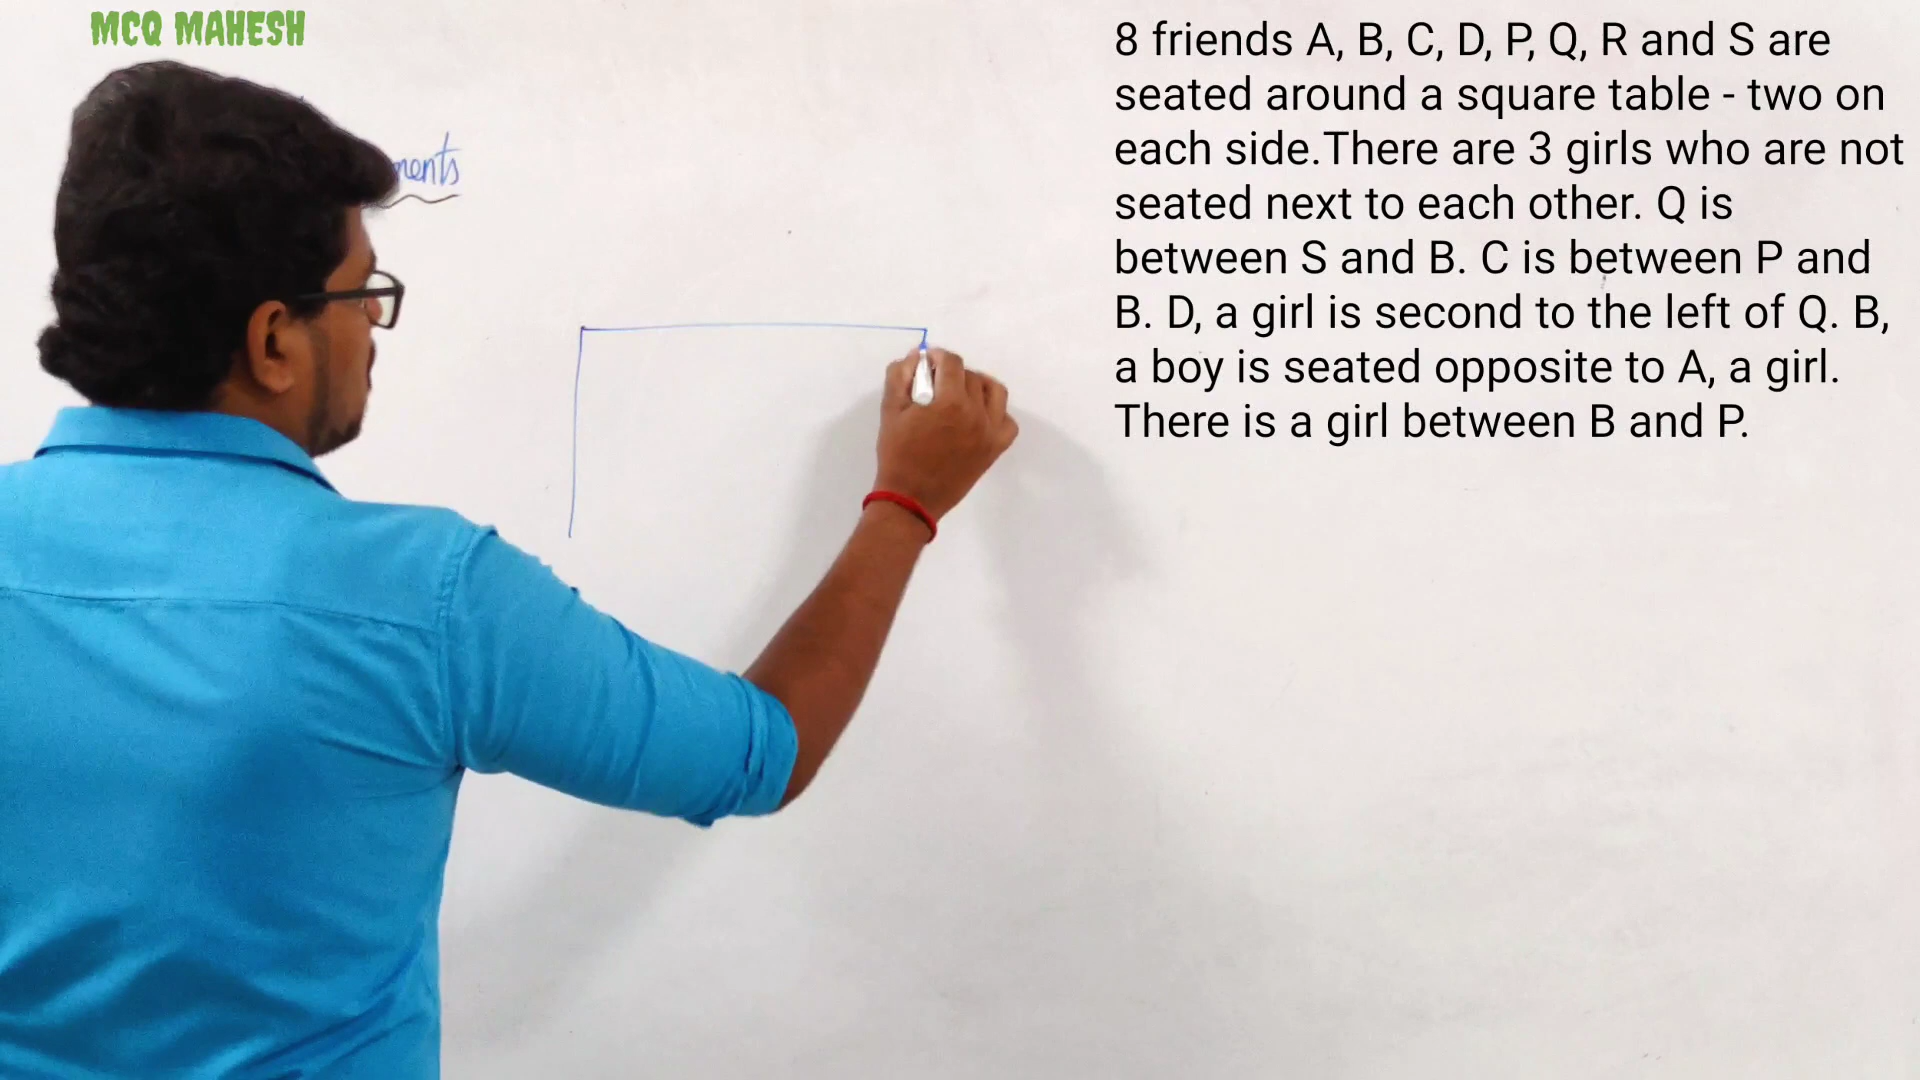 MCQ MAHESH
8 friends A, B, C, D, P, Q, R and S are
seated around a square table - two on
each side.There are 3 girls who are not
seated next to each other. Q is
between S and B. C is between P and
B. D, a girl is second to the left of Q. B,
a boy is seated opposite to A, a girl.
There is a girl between B and P.